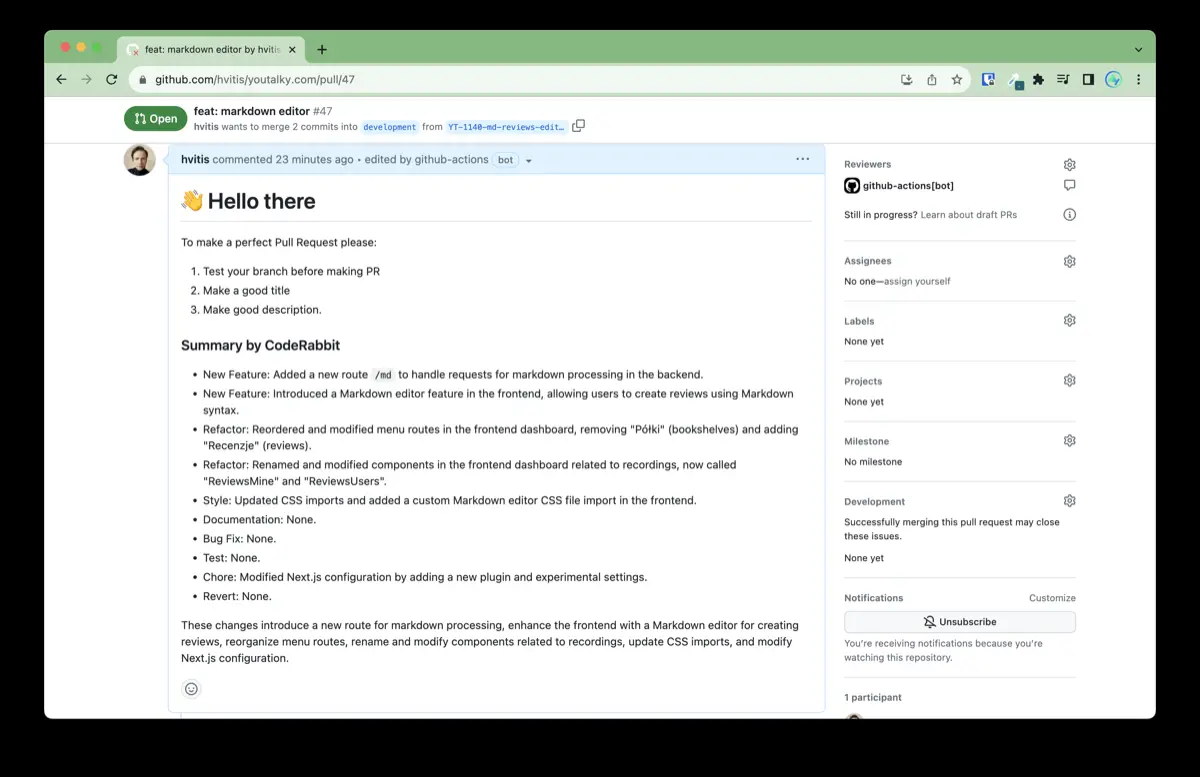 feat: markdown editor by hvitis
github.com/hvitis/youtalky.com/pull/47
Open
feat: markdown editor #47
hvitis wants to merge 2 commits into development from YT-1140-md-reviews-edit…
hvitis commented 23 minutes ago • edited by github-actions bot
👋 Hello there
To make a perfect Pull Request please:
1. Test your branch before making PR
2. Make a good title
3. Make good description.
Summary by CodeRabbit
• New Feature: Added a new route /md to handle requests for markdown processing in the backend.
• New Feature: Introduced a Markdown editor feature in the frontend, allowing users to create reviews using Markdown
syntax.
• Refactor: Reordered and modified menu routes in the frontend dashboard, removing "Półki" (bookshelves) and adding
"Recenzje" (reviews).
• Refactor: Renamed and modified components in the frontend dashboard related to recordings, now called
"ReviewsMine" and "ReviewsUsers".
• Style: Updated CSS imports and added a custom Markdown editor CSS file import in the frontend.
• Documentation: None.
• Bug Fix: None.
• Test: None.
• Chore: Modified Next.js configuration by adding a new plugin and experimental settings.
• Revert: None.
These changes introduce a new route for markdown processing, enhance the frontend with a Markdown editor for creating
reviews, reorganize menu routes, rename and modify components related to recordings, update CSS imports, and modify
Next.js configuration.
Reviewers
github-actions[bot]
Still in progress? Learn about draft PRs
Assignees
No one—assign yourself
Labels
None yet
Projects
None yet
Milestone
No milestone
Development
Successfully merging this pull request may close
these issues.
None yet
Notifications
Customize
Unsubscribe
You're receiving notifications because you're
watching this repository.
1 participant